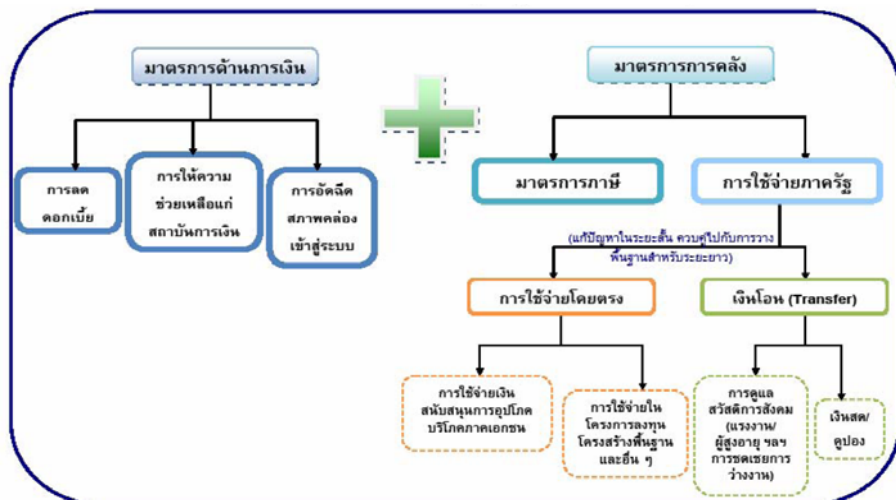 มาตรการด้านการเงิน
การลด
ดอกเบี้ย
การให้ความ
ช่วยเหลือแก่
สถาบันการเงิน
การอัดฉีด
สภาพคล่อง
เข้าสู่ระบบ
มาตรการการคลัง
มาตรการภาษี
การใช้จ่ายภาครัฐ
(แก้ปัญหาในระยะสั้น ควบคู่ไปกับการวาง
พื้นฐานสำหรับระยะยาว)
การใช้จ่ายโดยตรง
เงินโอน (Transfer)
การใช้จ่ายเงิน
สนับสนุนการอุปโภค
บริโภคภาคเอกชน
การใช้จ่ายใน
โครงการลงทุน
โครงสร้างพื้นฐาน
และอื่น ๆ
การดูแล
สวัสดิการสังคม
(แรงงาน/
ผู้สูงอายุ ฯลฯ
การชดเชยการ
ว่างงาน)
เงินสด/
คูปอง